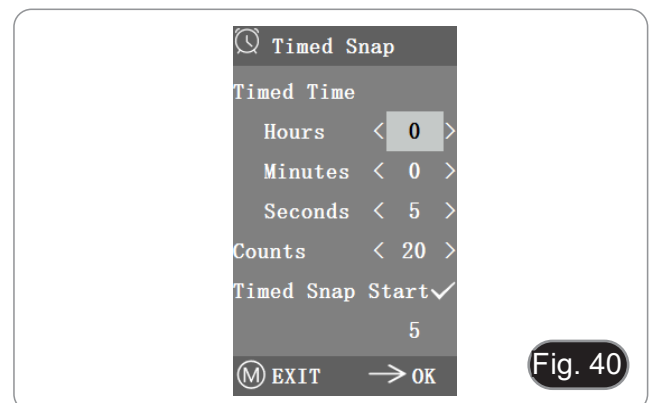 Timed Snap
Timed Time
Hours < 0 >
Minutes < 0 >
Seconds < 5 >
Counts < 20 >
Timed Snap Start✓
5
M EXIT → OK
Fig. 40